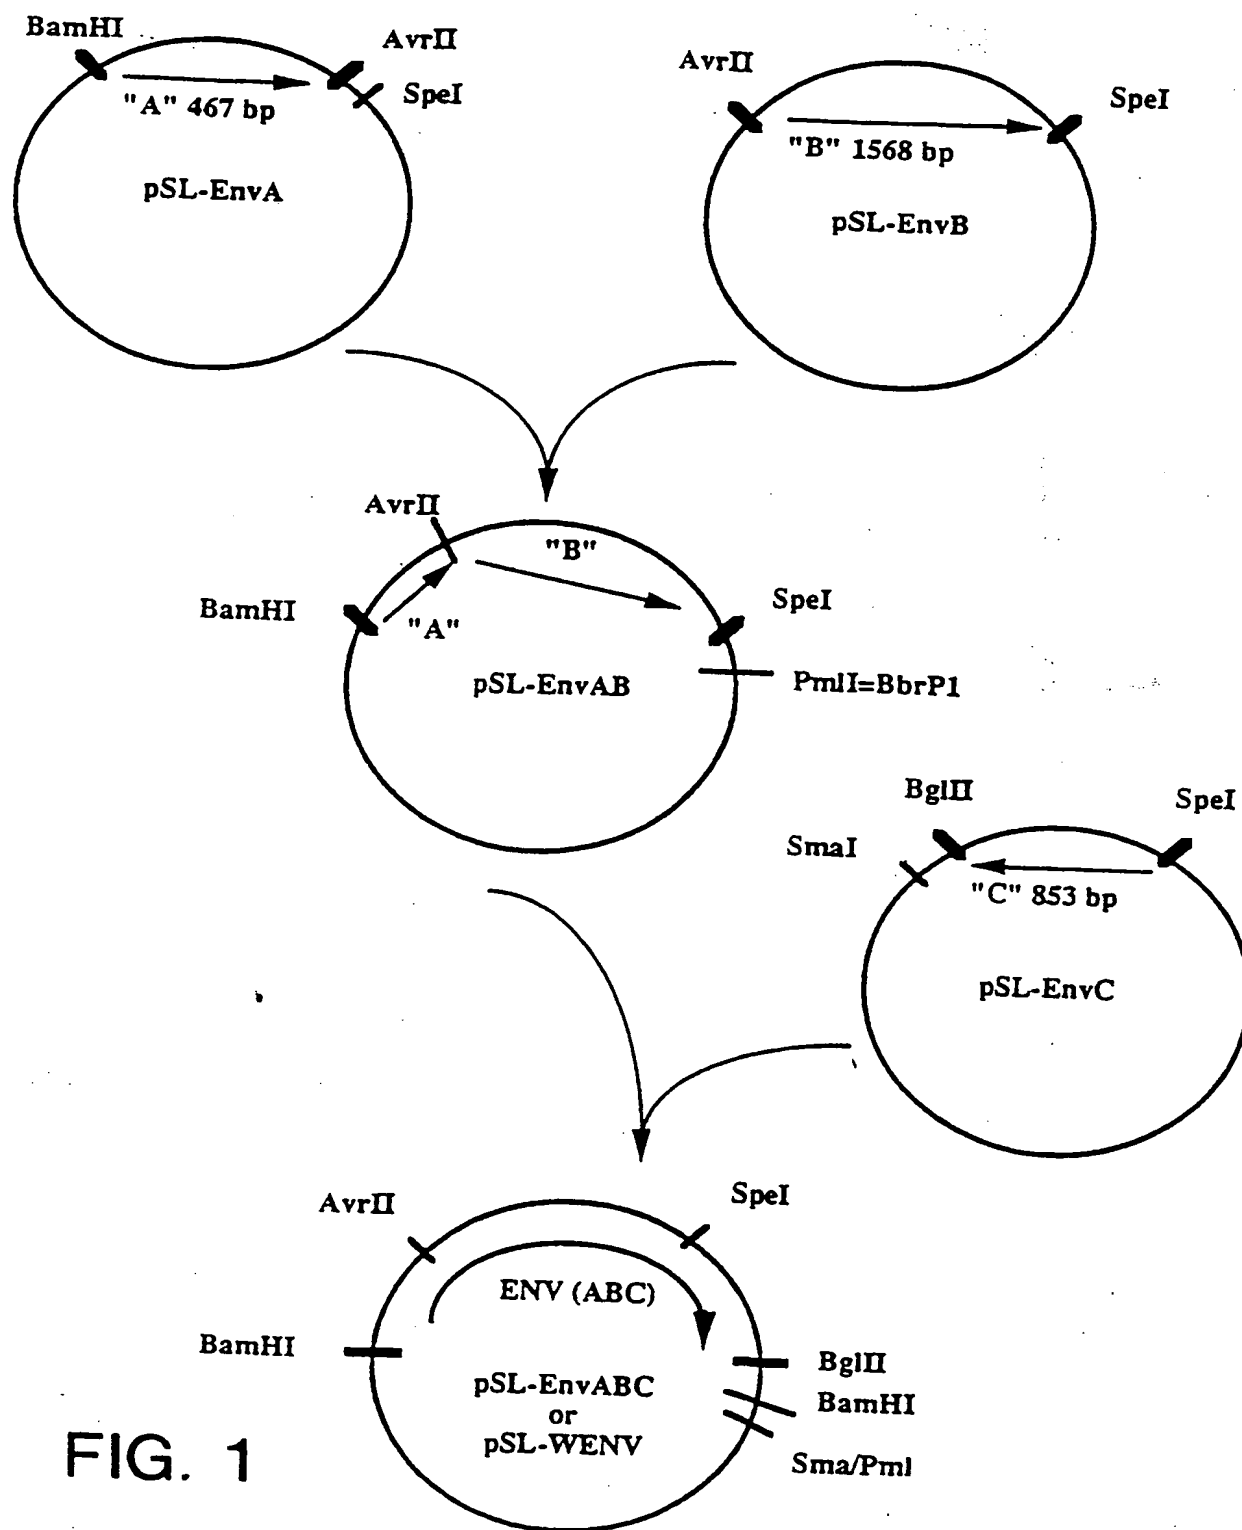 BamHI
AvrII
SpeI
"A" 467 bp
pSL-EnvA
AvrII
SpeI
"B" 1568 bp
pSL-EnvB
AvrII
"B"
BamHI
"A"
SpeI
pSL-EnvAB
PmlI=BbrP1
BglII
SpeI
SmaI
"C" 853 bp
pSL-EnvC
AvrII
SpeI
ENV (ABC)
BamHI
BglII
pSL-EnvABC
or
pSL-WENV
BamHI
Sma/Pml
FIG. 1